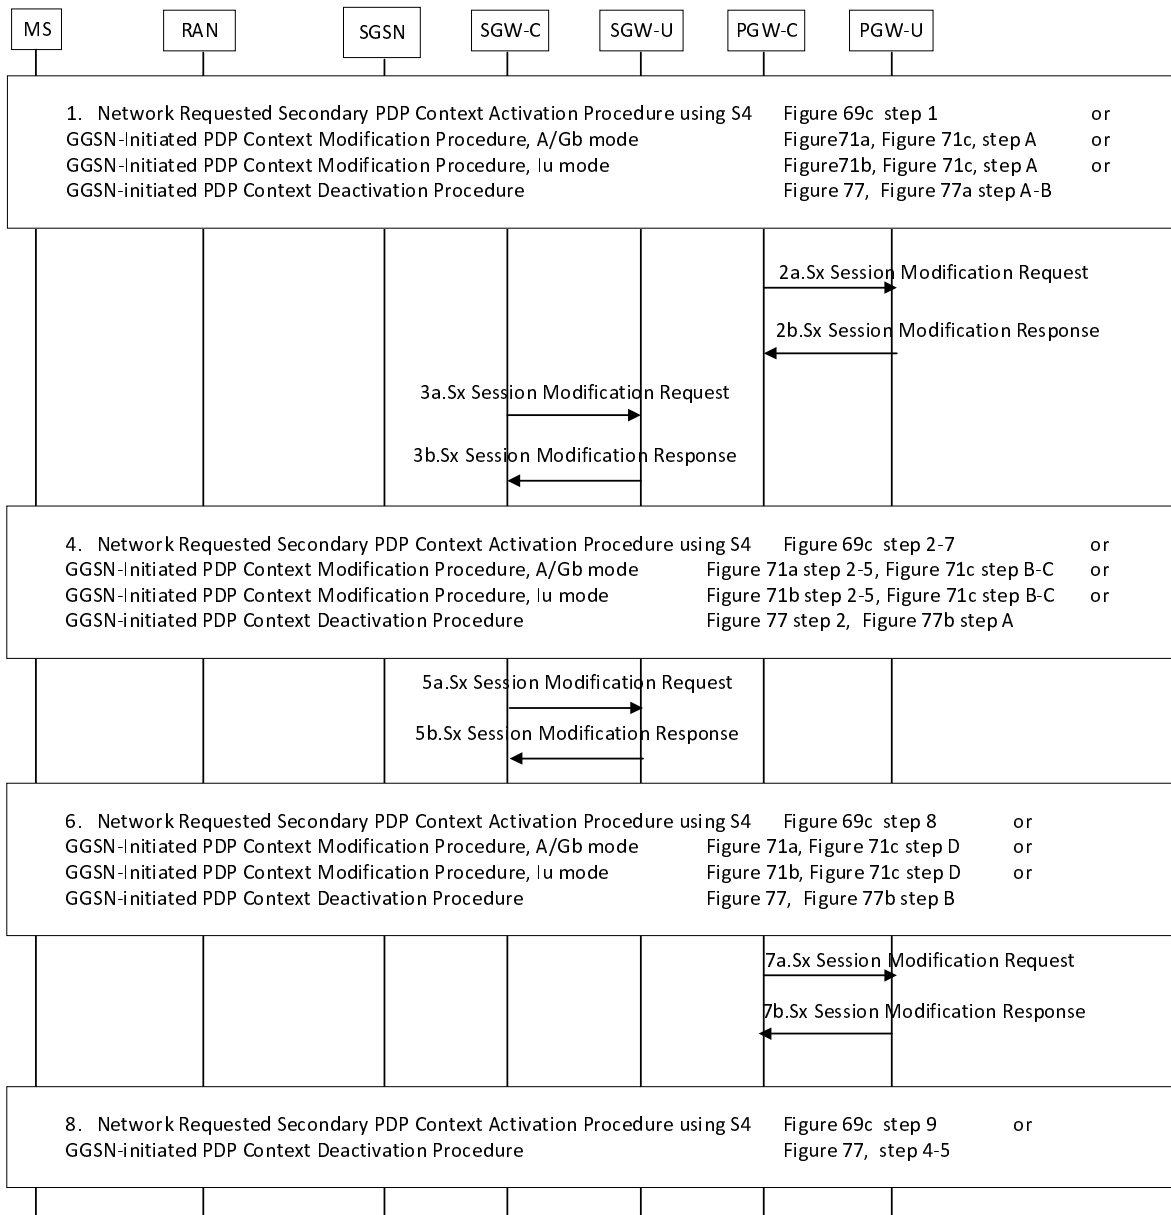 MS RAN SGSN SGW-C SGW-U PGW-C PGW-U
1. Network Requested Secondary PDP Context Activation Procedure using S4 Figure 69c step 1 or
GGSN-Initiated PDP Context Modification Procedure, A/Gb mode Figure71a, Figure 71c, step A or
GGSN-Initiated PDP Context Modification Procedure, Iu mode Figure71b, Figure 71c, step A or
GGSN-initiated PDP Context Deactivation Procedure Figure 77, Figure 77a step A-B
2a.Sx Session Modification Request
2b.Sx Session Modification Response
3a.Sx Session Modification Request
3b.Sx Session Modification Response
4. Network Requested Secondary PDP Context Activation Procedure using S4 Figure 69c step 2-7 or
GGSN-Initiated PDP Context Modification Procedure, A/Gb mode Figure 71a step 2-5, Figure 71c step B-C or
GGSN-Initiated PDP Context Modification Procedure, Iu mode Figure 71b step 2-5, Figure 71c step B-C or
GGSN-initiated PDP Context Deactivation Procedure Figure 77 step 2, Figure 77b step A
5a.Sx Session Modification Request
5b.Sx Session Modification Response
6. Network Requested Secondary PDP Context Activation Procedure using S4 Figure 69c step 8 or
GGSN-Initiated PDP Context Modification Procedure, A/Gb mode Figure 71a, Figure 71c step D or
GGSN-Initiated PDP Context Modification Procedure, Iu mode Figure 71b, Figure 71c step D or
GGSN-initiated PDP Context Deactivation Procedure Figure 77, Figure 77b step B
7a.Sx Session Modification Request
7b.Sx Session Modification Response
8. Network Requested Secondary PDP Context Activation Procedure using S4 Figure 69c step 9 or
GGSN-initiated PDP Context Deactivation Procedure Figure 77, step 4-5